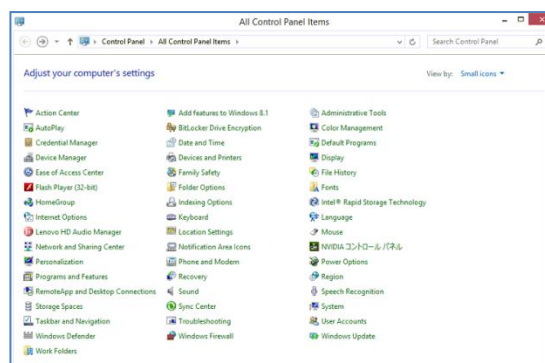 All Control Panel Items
Control Panel All Control Panel Items Search Control Panel
Adjust your computer's settings View by: Small icons
Action Center Add features to Windows 8.1 Administrative Tools
AutoPlay BitLocker Drive Encryption Color Management
Credential Manager Date and Time Default Programs
Device Manager Devices and Printers Display
Ease of Access Center Family Safety File History
Flash Player (32-bit) Folder Options Fonts
HomeGroup Indexing Options Intel® Rapid Storage Technology
Internet Options Keyboard Language
Lenovo HD Audio Manager Location Settings Mouse
Network and Sharing Center Notification Area Icons NVIDIA コントロール パネル
Personalization Phone and Modem Power Options
Programs and Features Recovery Region
RemoteApp and Desktop Connections Sound Speech Recognition
Storage Spaces Sync Center System
Taskbar and Navigation Troubleshooting User Accounts
Windows Defender Windows Firewall Windows Update
Work Folders